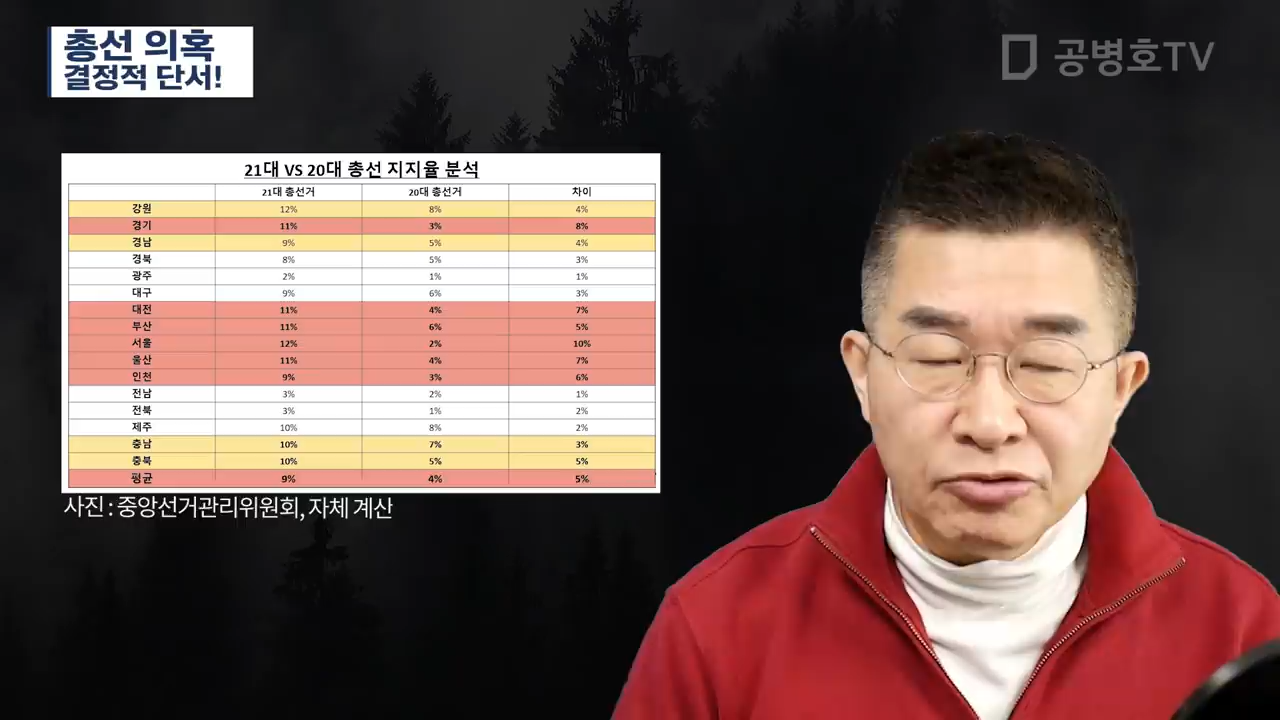 총선 의혹
결정적 단서!
공병호TV
21대 VS 20대 총선 지지율 분석
21대 총선거 20대 총선거 차이
강원 12% 8% 4%
경기 11% 3% 8%
경남 9% 5% 4%
경북 8% 5% 3%
광주 2% 1% 1%
대구 9% 6% 3%
대전 11% 4% 7%
부산 11% 6% 5%
서울 12% 2% 10%
울산 11% 4% 7%
인천 9% 3% 6%
전남 3% 2% 1%
전북 3% 1% 2%
제주 10% 8% 2%
충남 10% 7% 3%
충북 10% 5% 5%
평균 9% 4% 5%
사진 : 중앙선거관리위원회, 자체 계산